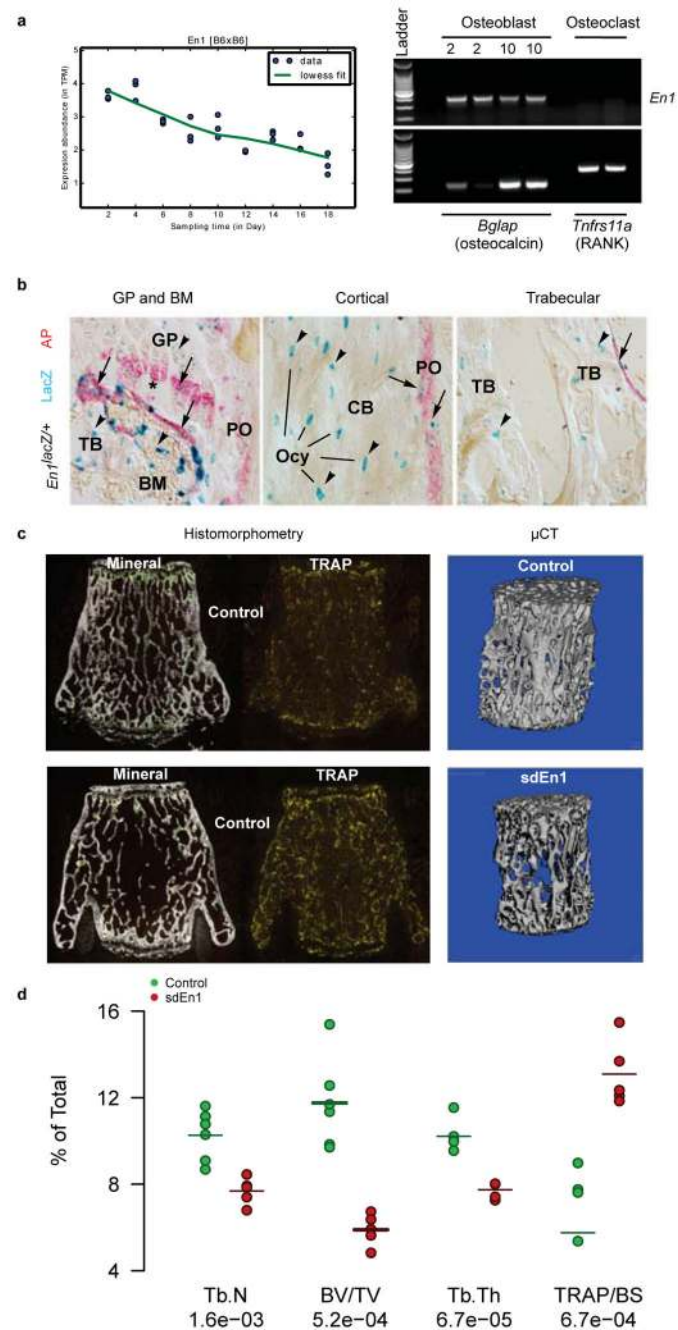 a
En1 [B6xB6]
data
lowess fit
Expresion abundance (in TPM)
5
4
3
2
1
2 4 6 8 10 12 14 16 18
Sampling time (in Day)
Ladder
Osteoblast Osteoclast
2 2 10 10
En1
Bglap
(osteocalcin)
Tnfrs11a
(RANK)
b
GP and BM Cortical Trabecular
En1lacZ/+ LacZ AP
GP
*
TB
PO
BM
PO
CB
Ocy
TB
TB
c
Histomorphometry µCT
Mineral TRAP
Control
Control
Mineral TRAP
Control
sdEn1
d
Control
sdEn1
% of Total
16
12
8
4
Tb.N BV/TV Tb.Th TRAP/BS
1.6e−03 5.2e−04 6.7e−05 6.7e−04